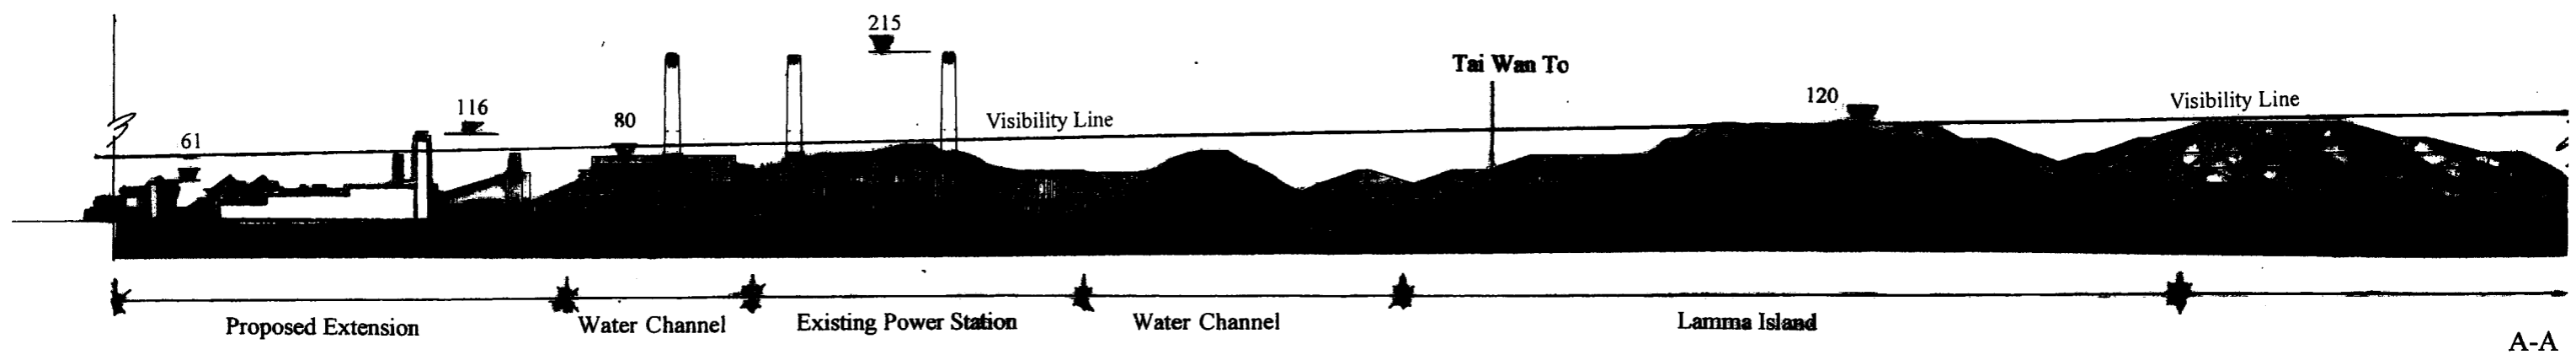 215
Tai Wan To
116
120
Visibility Line
80
Visibility Line
61
Proposed Extension
Water Channel
Existing Power Station
Water Channel
Lamma Island
A-A